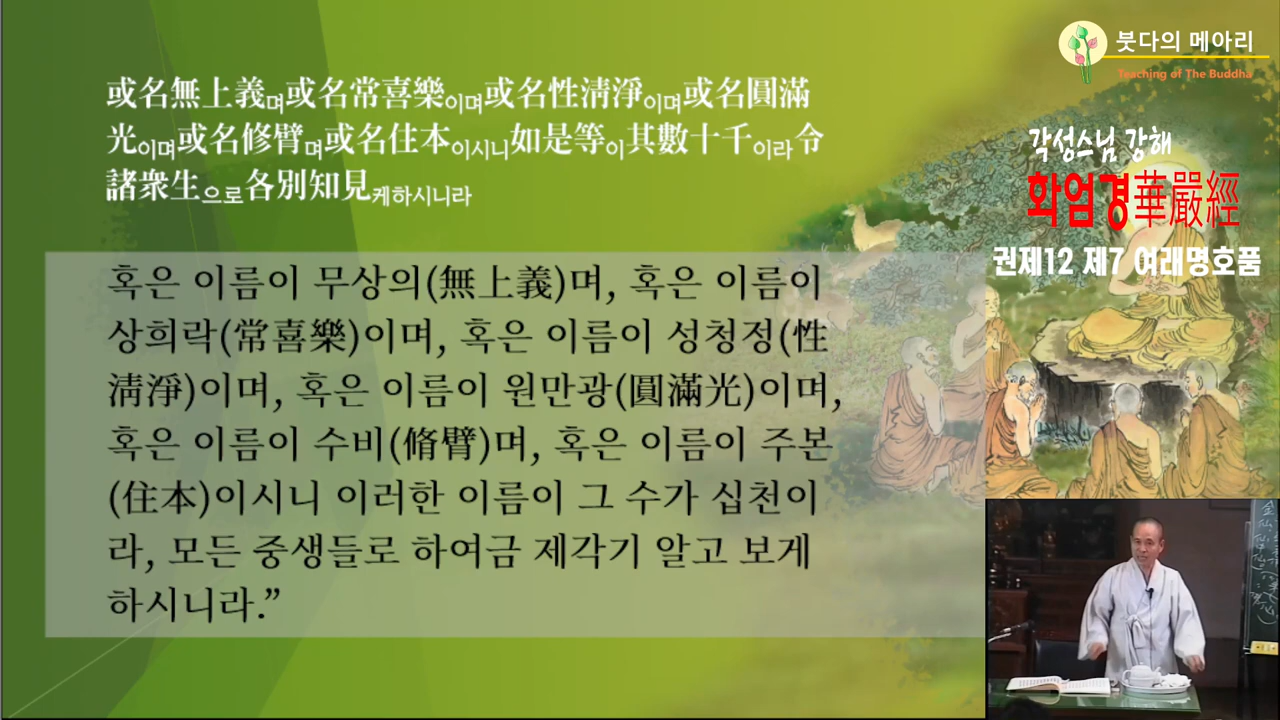 或名無上義며或名常喜樂이며或名性淸淨이며或名圓滿
光이며或名修臂며或名住本이시니如是等이其數十千이라令
諸衆生으로各別知見케하시니라
혹은 이름이 무상의(無上義)며, 혹은 이름이
상희락(常喜樂)이며, 혹은 이름이 성청정(性
淸淨)이며, 혹은 이름이 원만광(圓滿光)이며,
혹은 이름이 수비(脩臂)며, 혹은 이름이 주본
(住本)이시니 이러한 이름이 그 수가 십천이
라, 모든 중생들로 하여금 제각기 알고 보게
하시니라.”
붓다의 메아리
Teaching of The Buddha
각성스님 강해
화엄경華嚴經
권제12 제7 여래명호품